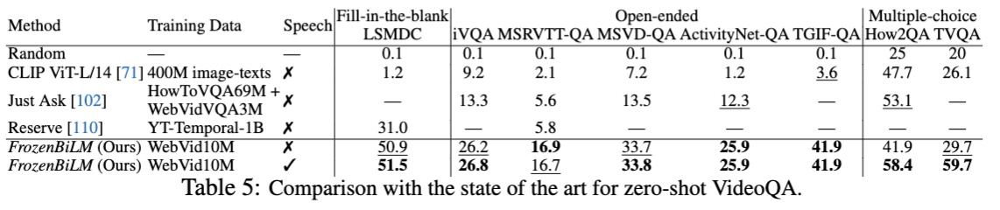 Method Training Data Speech Fill-in-the-blank Open-ended Multiple-choice
LSMDC iVQA MSRVTT-QA MSVD-QA ActivityNet-QA TGIF-QA How2QA TVQA
Random — — 0.1 0.1 0.1 0.1 0.1 0.1 25 20
CLIP ViT-L/14 [71] 400M image-texts ✗ 1.2 9.2 2.1 7.2 1.2 3.6 47.7 26.1
Just Ask [102] HowToVQA69M + WebVidVQA3M ✗ — 13.3 5.6 13.5 12.3 — 53.1 —
Reserve [110] YT-Temporal-1B ✗ 31.0 — 5.8 — — — — —
FrozenBiLM (Ours) WebVid10M ✗ 50.9 26.2 16.9 33.7 25.9 41.9 41.9 29.7
FrozenBiLM (Ours) WebVid10M ✓ 51.5 26.8 16.7 33.8 25.9 41.9 58.4 59.7
Table 5: Comparison with the state of the art for zero-shot VideoQA.